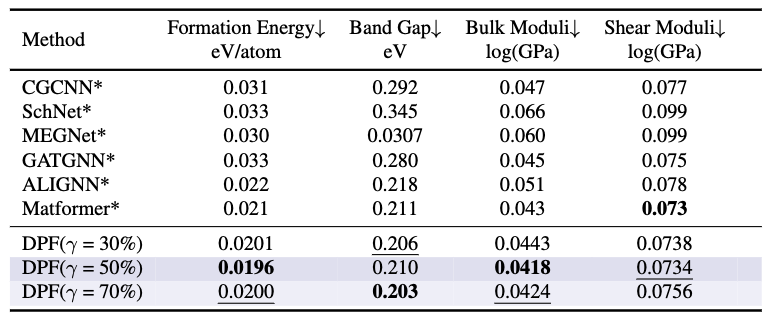 Method Formation Energy↓ Band Gap↓ Bulk Moduli↓ Shear Moduli↓
eV/atom eV log(GPa) log(GPa)
CGCNN* 0.031 0.292 0.047 0.077
SchNet* 0.033 0.345 0.066 0.099
MEGNet* 0.030 0.0307 0.060 0.099
GATGNN* 0.033 0.280 0.045 0.075
ALIGNN* 0.022 0.218 0.051 0.078
Matformer* 0.021 0.211 0.043 0.073
DPF(γ = 30%) 0.0201 0.206 0.0443 0.0738
DPF(γ = 50%) 0.0196 0.210 0.0418 0.0734
DPF(γ = 70%) 0.0200 0.203 0.0424 0.0756